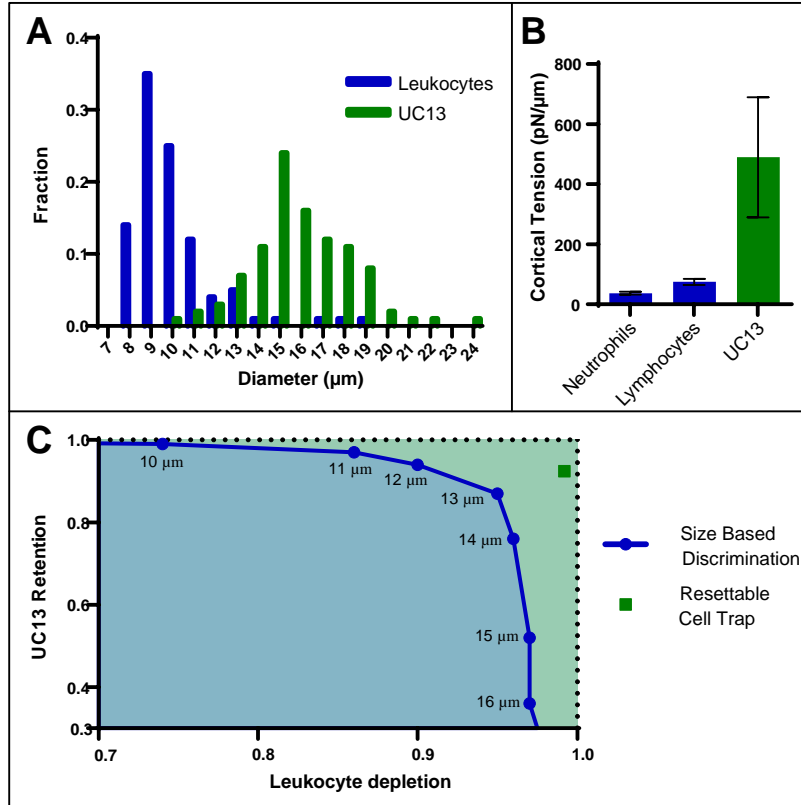 A
0.4
0.3
0.2
0.1
0.0
Fraction
7 8 9 10 11 12 13 14 15 16 17 18 19 20 21 22 23 24
Diameter (µm)
Leukocytes
UC13
B
800
600
400
200
0
Cortical Tension (pN/µm)
Neutrophils
Lymphocytes
UC13
C
1.0
0.8
0.6
0.4
0.3
UC13 Retention
10 µm
11 µm
12 µm
13 µm
14 µm
15 µm
16 µm
0.7 0.8 0.9 1.0
Leukocyte depletion
Size Based
Discrimination
Resettable
Cell Trap